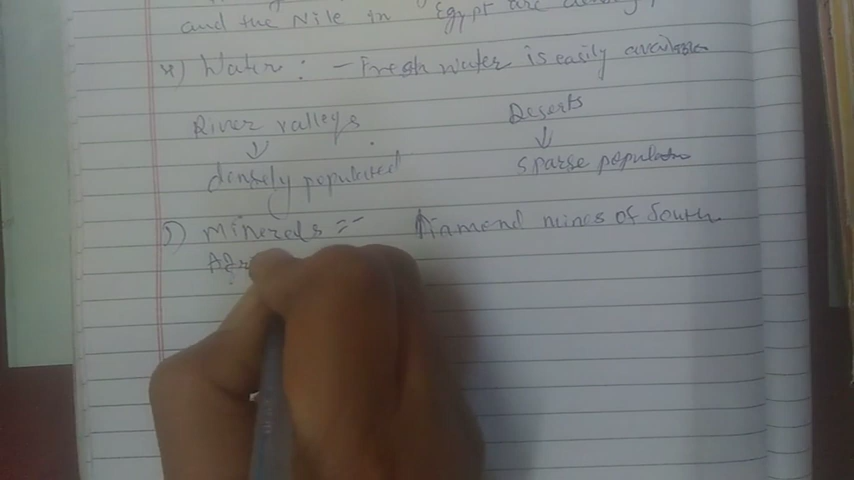 and the Nile in Egypt are
4) Water : - Fresh water is easily available
River valleys Deserts
densely populated sparse populatn
5) Minerals :- Diamond mines of South
Afr